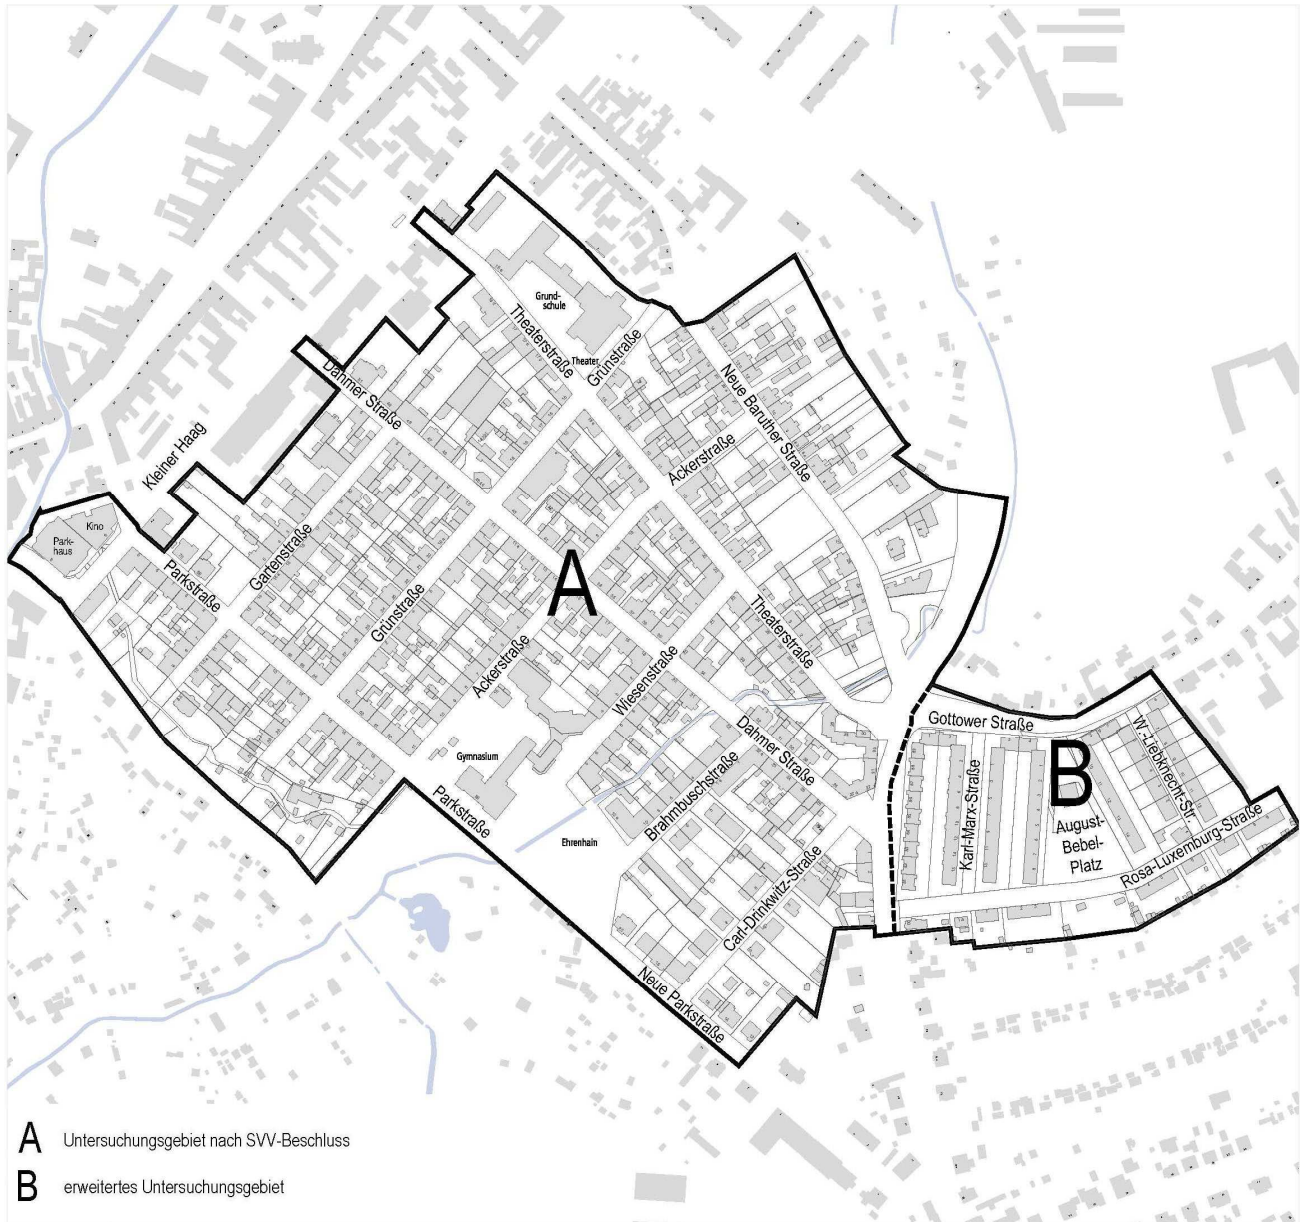 Grund-
schule
Theaterstraße
Theater
Grünstraße
Dahmer Straße
Neue Baruther Straße
Kleiner Haag
Ackerstraße
Kino
Park-
haus
Parkstraße
Gartenstraße
Grünstraße
A
Ackerstraße
Theaterstraße
Wiesenstraße
Gottower Straße
W.-Liebknecht-Str
B
Dahmer Straße
Gymnasium
Brahmbuschstraße
Karl-Marx-Straße
August-
Bebel-
Platz
Rosa-Luxemburg-Straße
Parkstraße
Ehrenhain
Carl-Drinkwitz-Straße
Neue Parkstraße
A Untersuchungsgebiet nach SVV-Beschluss
B erweitertes Untersuchungsgebiet